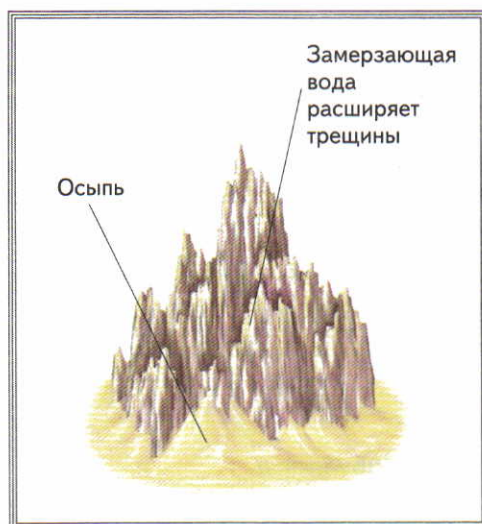 Замерзающая
вода
расширяет
трещины
Осыпь